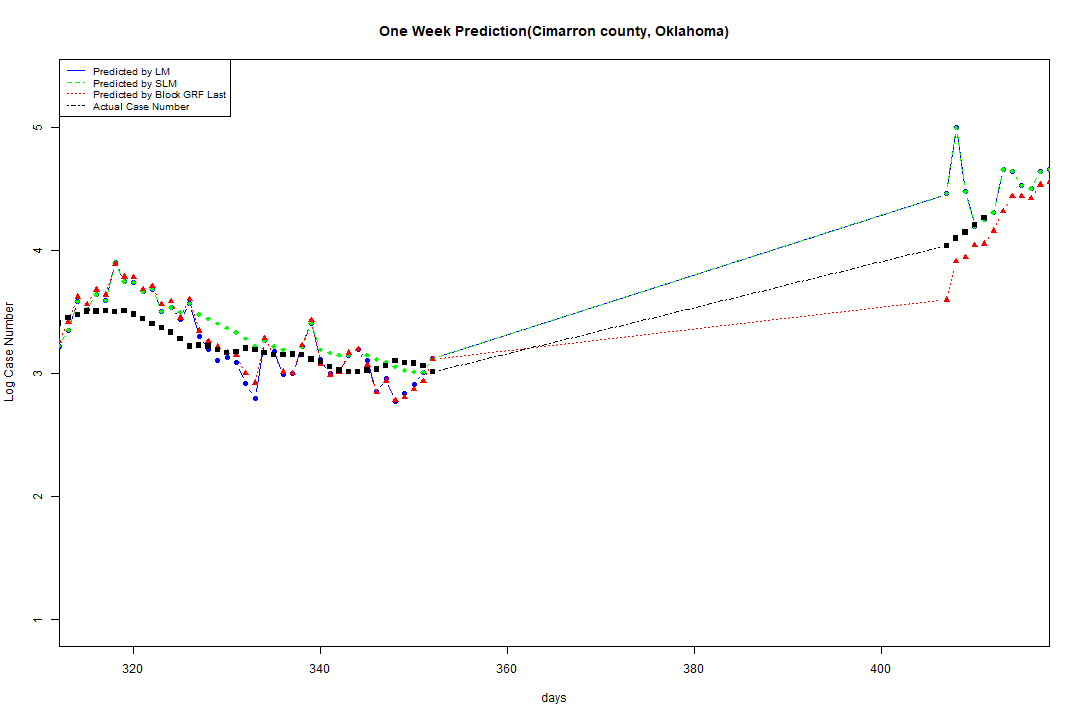 One Week Prediction(Cimarron county, Oklahoma)
Predicted by LM
Predicted by SLM
Predicted by Block GRF Last
Actual Case Number
5
4
3
2
1
Log Case Number
320 340 360 380 400
days